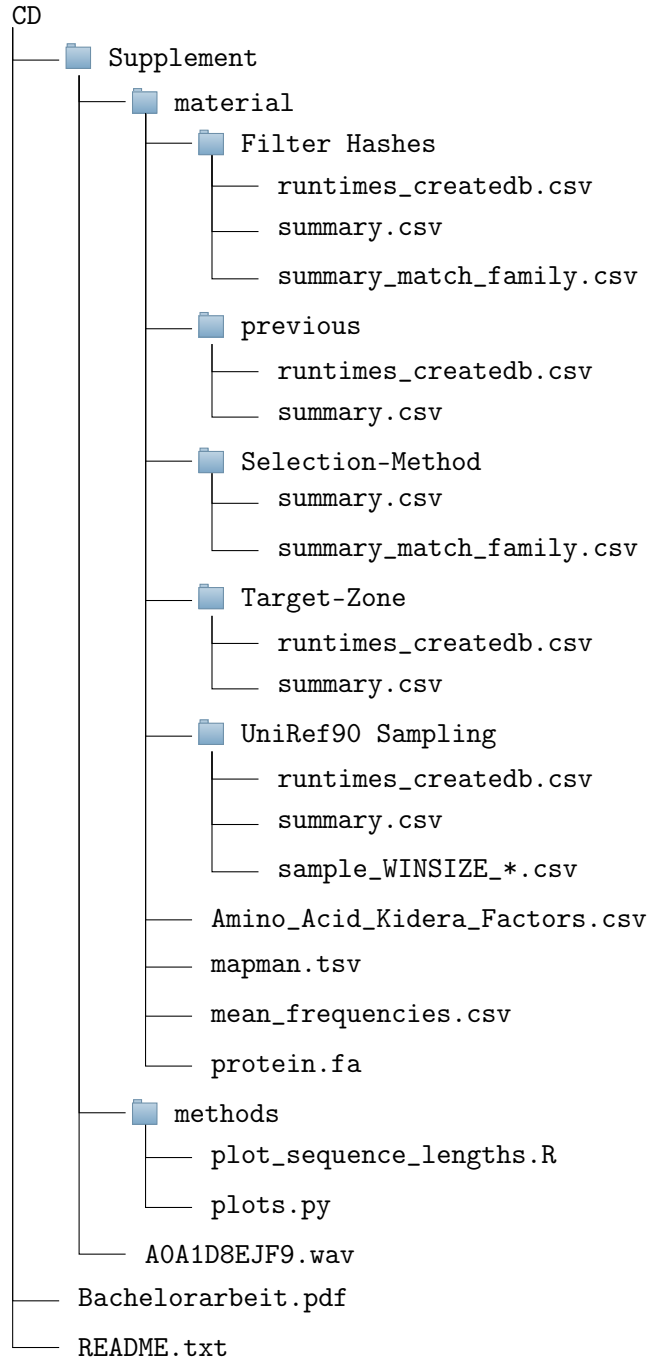 CD
Supplement
material
Filter Hashes
runtimes_createdb.csv
summary.csv
summary_match_family.csv
previous
runtimes_createdb.csv
summary.csv
Selection-Method
summary.csv
summary_match_family.csv
Target-Zone
runtimes_createdb.csv
summary.csv
UniRef90 Sampling
runtimes_createdb.csv
summary.csv
sample_WINSIZE_*.csv
Amino_Acid_Kidera_Factors.csv
mapman.tsv
mean_frequencies.csv
protein.fa
methods
plot_sequence_lengths.R
plots.py
A0A1D8EJF9.wav
Bachelorarbeit.pdf
README.txt